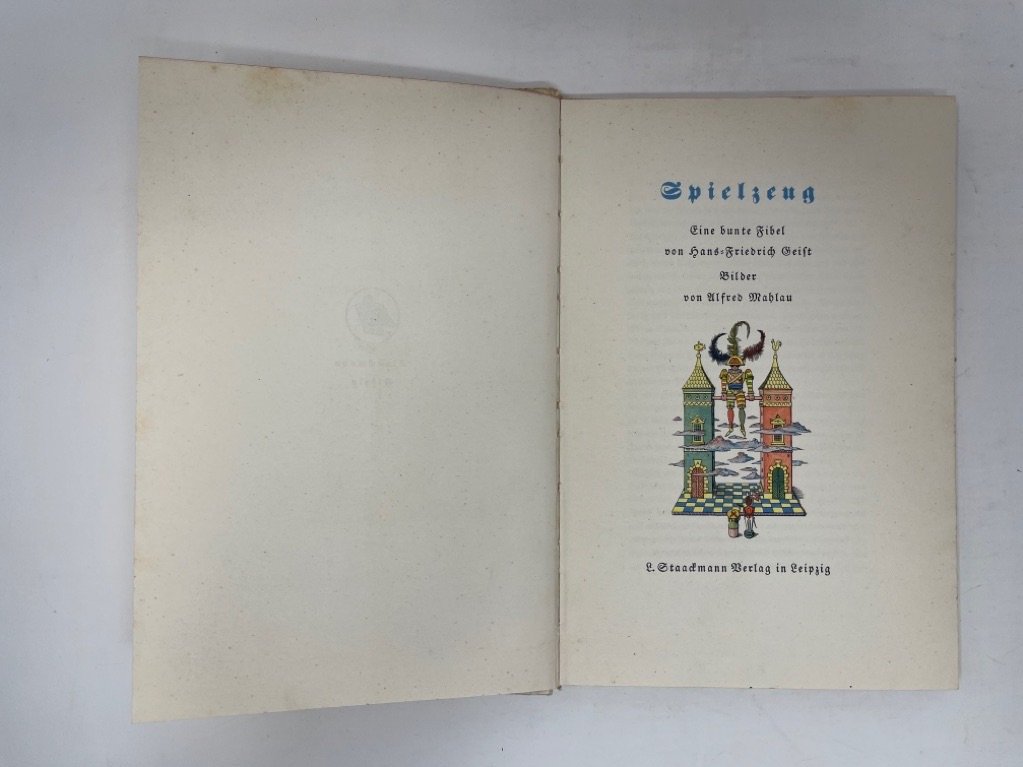 Spielzeug
Eine bunte Fibel
von Hans-Friedrich Geist
Bilder
von Alfred Mahlau
L. Staackmann Verlag in Leipzig